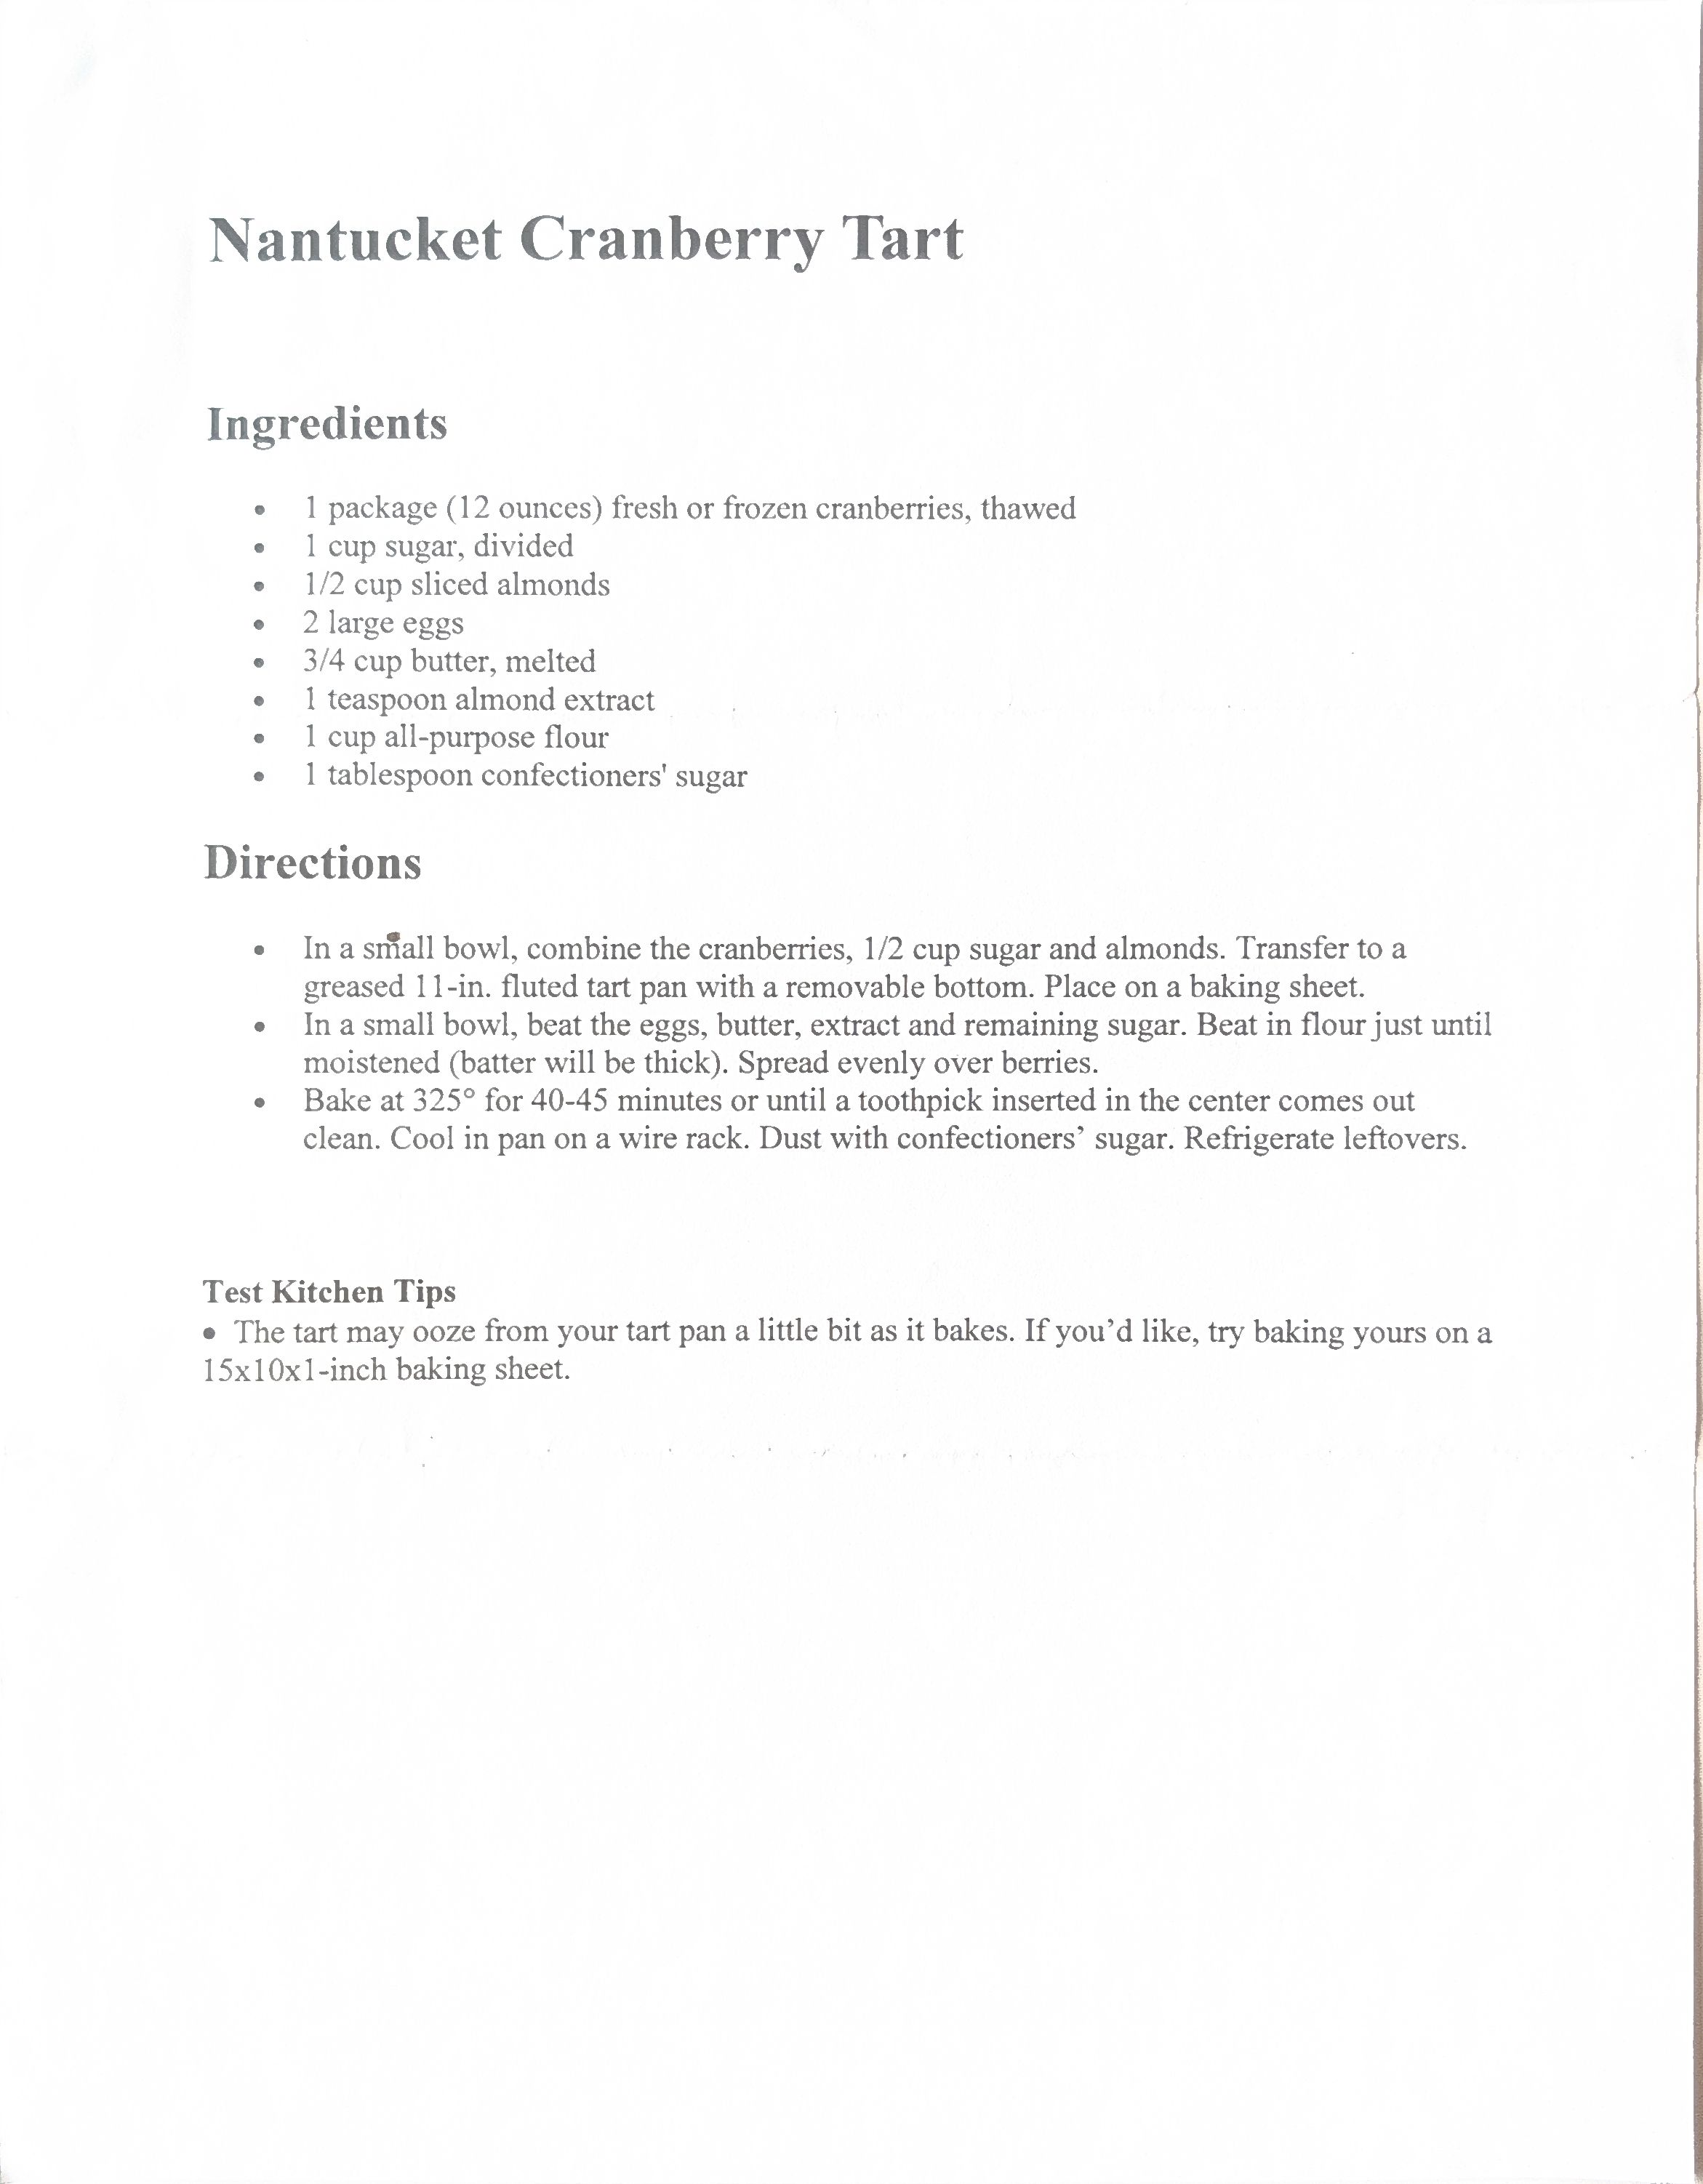 Nantucket Cranberry Tart
Ingredients
• 1 package (12 ounces) fresh or frozen cranberries, thawed
• 1 cup sugar, divided
• 1/2 cup sliced almonds
• 2 large eggs
• 3/4 cup butter, melted
• 1 teaspoon almond extract
• 1 cup all-purpose flour
• 1 tablespoon confectioners' sugar
Directions
• In a small bowl, combine the cranberries, 1/2 cup sugar and almonds. Transfer to a
greased 11-in. fluted tart pan with a removable bottom. Place on a baking sheet.
• In a small bowl, beat the eggs, butter, extract and remaining sugar. Beat in flour just until
moistened (batter will be thick). Spread evenly over berries.
• Bake at 325° for 40-45 minutes or until a toothpick inserted in the center comes out
clean. Cool in pan on a wire rack. Dust with confectioners’ sugar. Refrigerate leftovers.
Test Kitchen Tips
• The tart may ooze from your tart pan a little bit as it bakes. If you’d like, try baking yours on a
15x10x1-inch baking sheet.